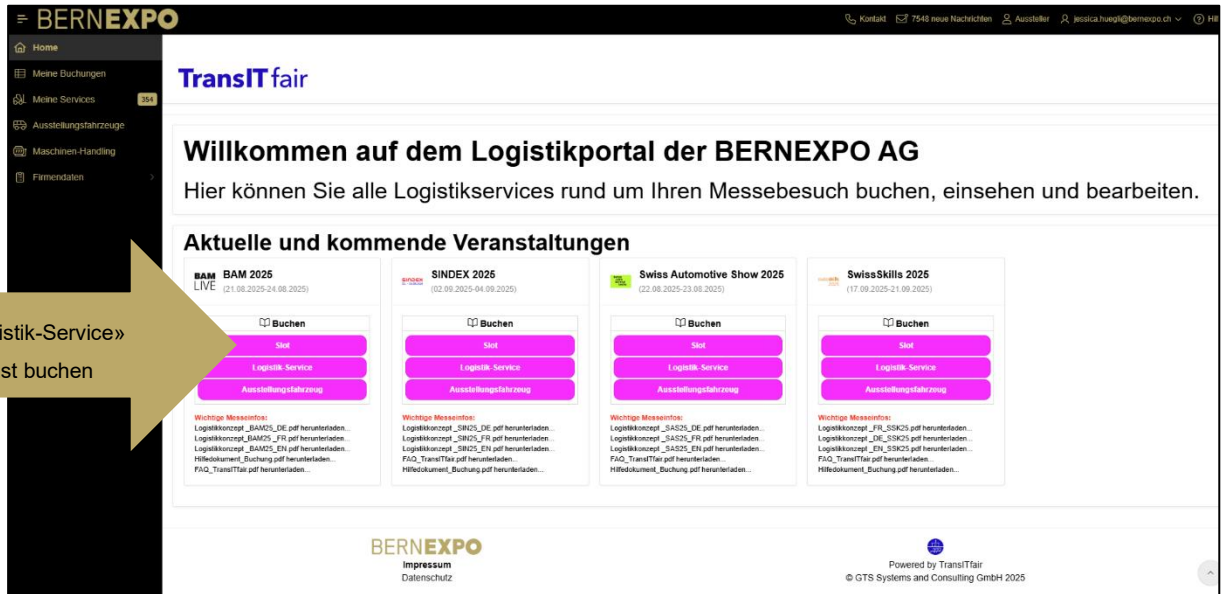 BERNEXPO
Kontakt 7548 neue Nachrichten Aussteller jessica.huegli@bernexpo.ch
Home
Meine Buchungen
Meine Services 394
Ausstellungsfahrzeuge
Maschinen-Handling
Firmendaten
TransITfair
Willkommen auf dem Logistikportal der BERNEXPO AG
Hier können Sie alle Logistikservices rund um Ihren Messebesuch buchen, einsehen und bearbeiten.
Aktuelle und kommende Veranstaltungen
BAM LIVE
BAM 2025
(21.08.2025-24.08.2025)
Buchen
Slot
Logistik-Service
Ausstellungsfahrzeug
Wichtige Messeinfos:
Logistikkonzept _BAM25_DE.pdf herunterladen...
Logistikkonzept_BAM25 _FR.pdf herunterladen...
Logistikkonzept _BAM25_EN.pdf herunterladen...
Hilfedokument_Buchung.pdf herunterladen...
FAQ_TransITfair.pdf herunterladen...
SINDEX 2025
(02.09.2025-04.09.2025)
Buchen
Slot
Logistik-Service
Ausstellungsfahrzeug
Wichtige Messeinfos:
Logistikkonzept _SIN25_DE.pdf herunterladen...
Logistikkonzept _SIN25_FR.pdf herunterladen...
Logistikkonzept _SIN25_EN.pdf herunterladen...
FAQ_TransITfair.pdf herunterladen...
Hilfedokument_Buchung.pdf herunterladen...
Swiss Automotive Show 2025
(22.08.2025-23.08.2025)
Buchen
Slot
Logistik-Service
Ausstellungsfahrzeug
Wichtige Messeinfos:
Logistikkonzept _SAS25_DE.pdf herunterladen...
Logistikkonzept _SAS25_FR.pdf herunterladen...
Logistikkonzept _SAS25_EN.pdf herunterladen...
FAQ_TransITfair.pdf herunterladen...
Hilfedokument_Buchung.pdf herunterladen...
SwissSkills 2025
(17.09.2025-21.09.2025)
Buchen
Slot
Logistik-Service
Ausstellungsfahrzeug
Wichtige Messeinfos:
Logistikkonzept _FR_SSK25.pdf herunterladen...
Logistikkonzept _DE_SSK25.pdf herunterladen...
Logistikkonzept _EN_SSK25.pdf herunterladen...
FAQ_TransITfair.pdf herunterladen...
Hilfedokument_Buchung.pdf herunterladen...
istik-Service»
st buchen
BERNEXPO
Impressum
Datenschutz
Powered by TransITfair
© GTS Systems and Consulting GmbH 2025